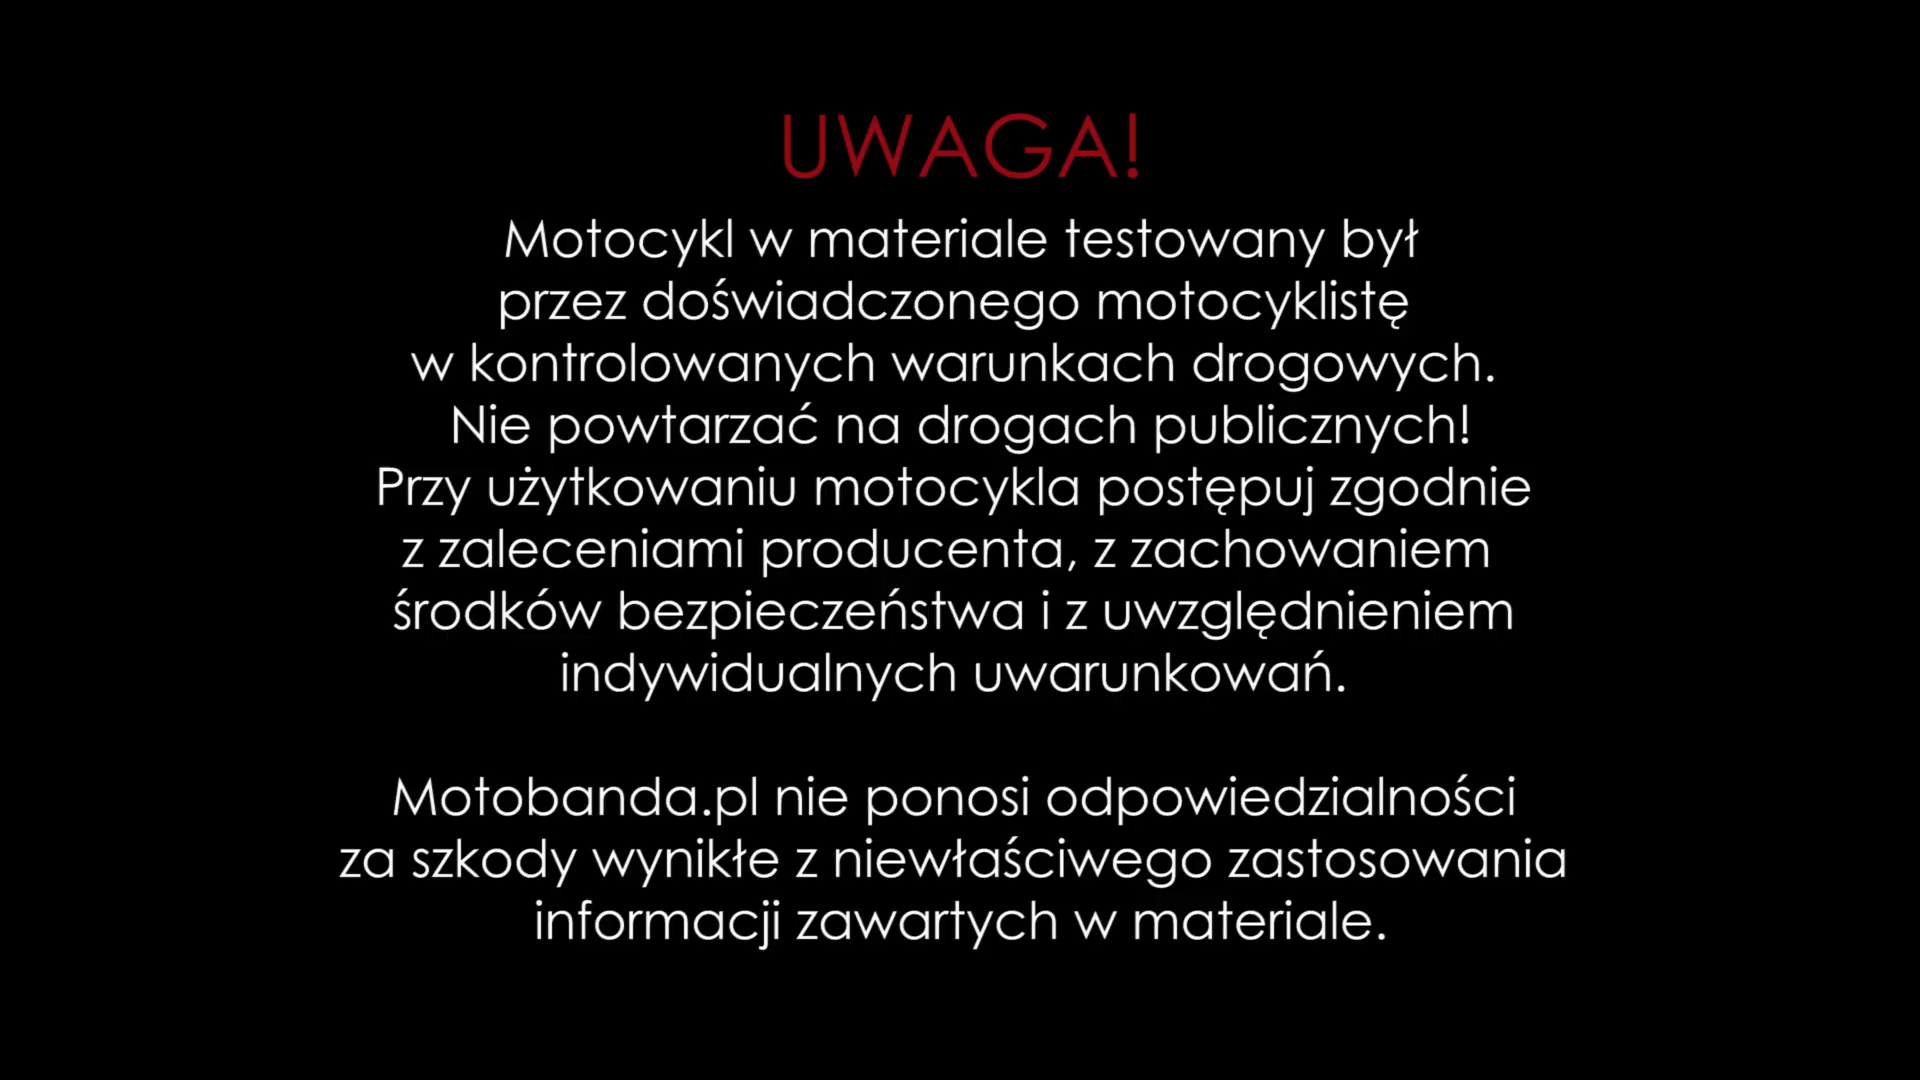 UWAGA!
Motocykl w materiale testowany był
przez doświadczonego motocyklistę
w kontrolowanych warunkach drogowych.
Nie powtarzać na drogach publicznych!
Przy użytkowaniu motocykla postępuj zgodnie
z zaleceniami producenta, z zachowaniem
środków bezpieczeństwa i z uwzględnieniem
indywidualnych uwarunkowań.
Motobanda.pl nie ponosi odpowiedzialności
za szkody wynikłe z niewłaściwego zastosowania
informacji zawartych w materiale.